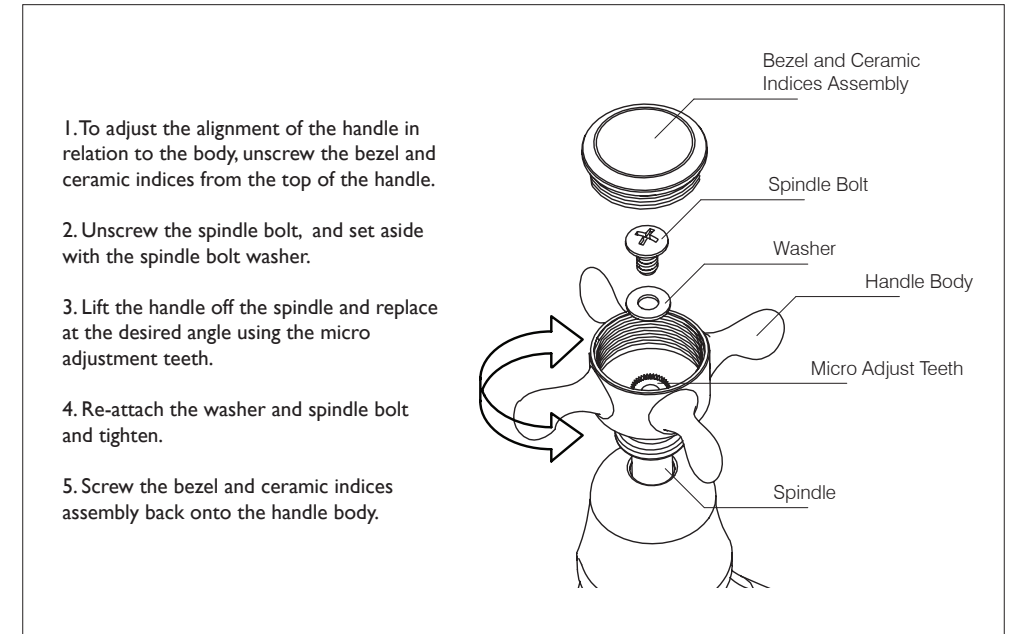 1.To adjust the alignment of the handle in
relation to the body, unscrew the bezel and
ceramic indices from the top of the handle.
2. Unscrew the spindle bolt,  and set aside
with the spindle bolt washer.
3. Lift the handle off the spindle and replace
at the desired angle using the micro
adjustment teeth.
4. Re-attach the washer and spindle bolt
and tighten.
5. Screw the bezel and ceramic indices
assembly back onto the handle body.
Bezel and Ceramic
Indices Assembly
Spindle Bolt
Washer
Handle Body
Micro Adjust Teeth
Spindle